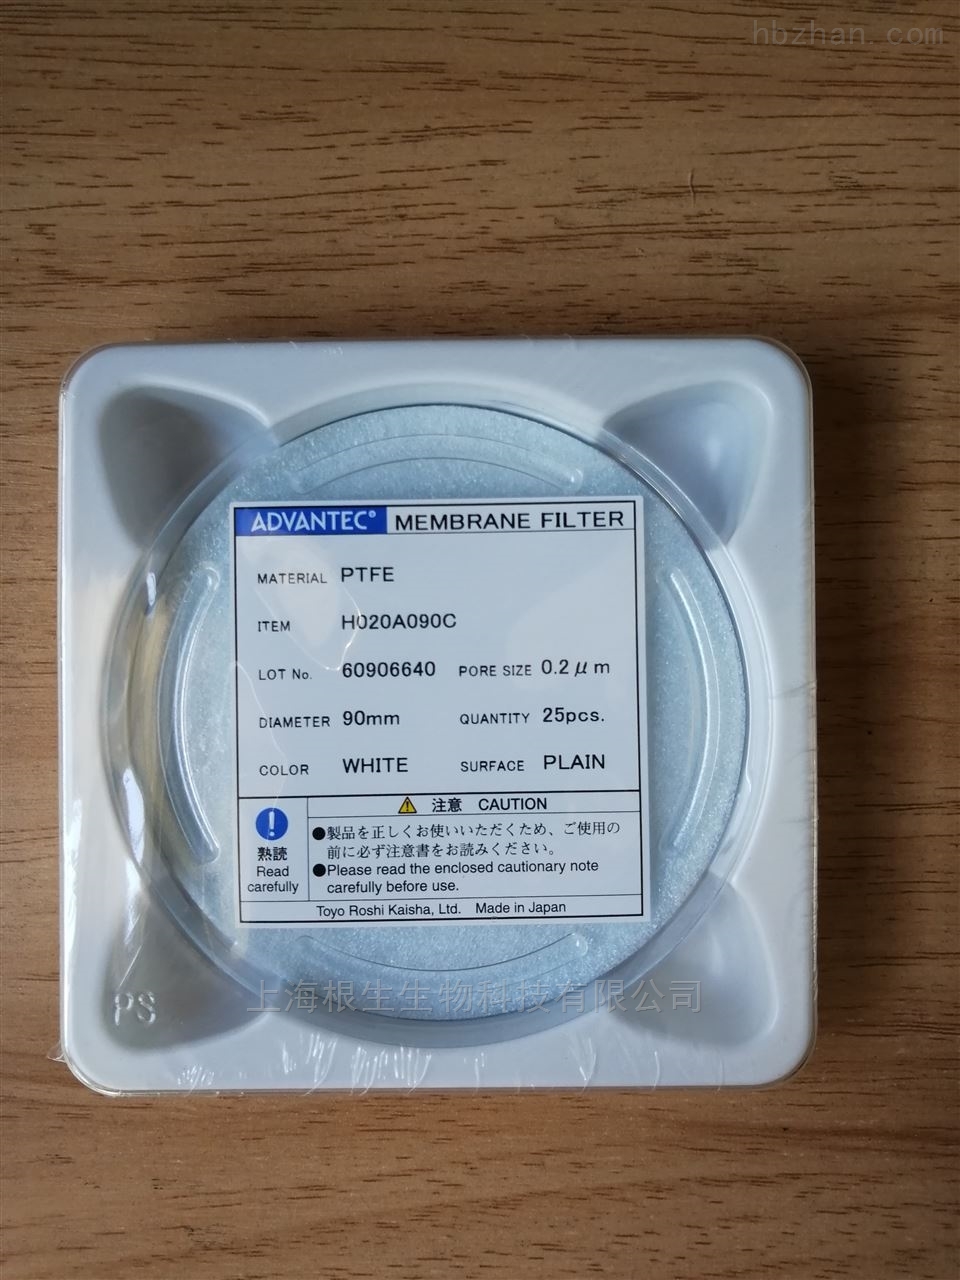 hbzhan.com
ADVANTEC® MEMBRANE FILTER
MATERIAL PTFE
ITEM H020A090C
LOT No. 60906640 PORE SIZE 0.2μm
DIAMETER 90mm QUANTITY 25pcs.
COLOR WHITE SURFACE PLAIN
注意 CAUTION
熟読
Read
carefully
●製品を正しくお使いいただくため、ご使用の
前に必ず注意書をお読みください。
●Please read the enclosed cautionary note
carefully before use.
Toyo Roshi Kaisha, Ltd. Made in Japan
上海根生生物科技有限公司
PS